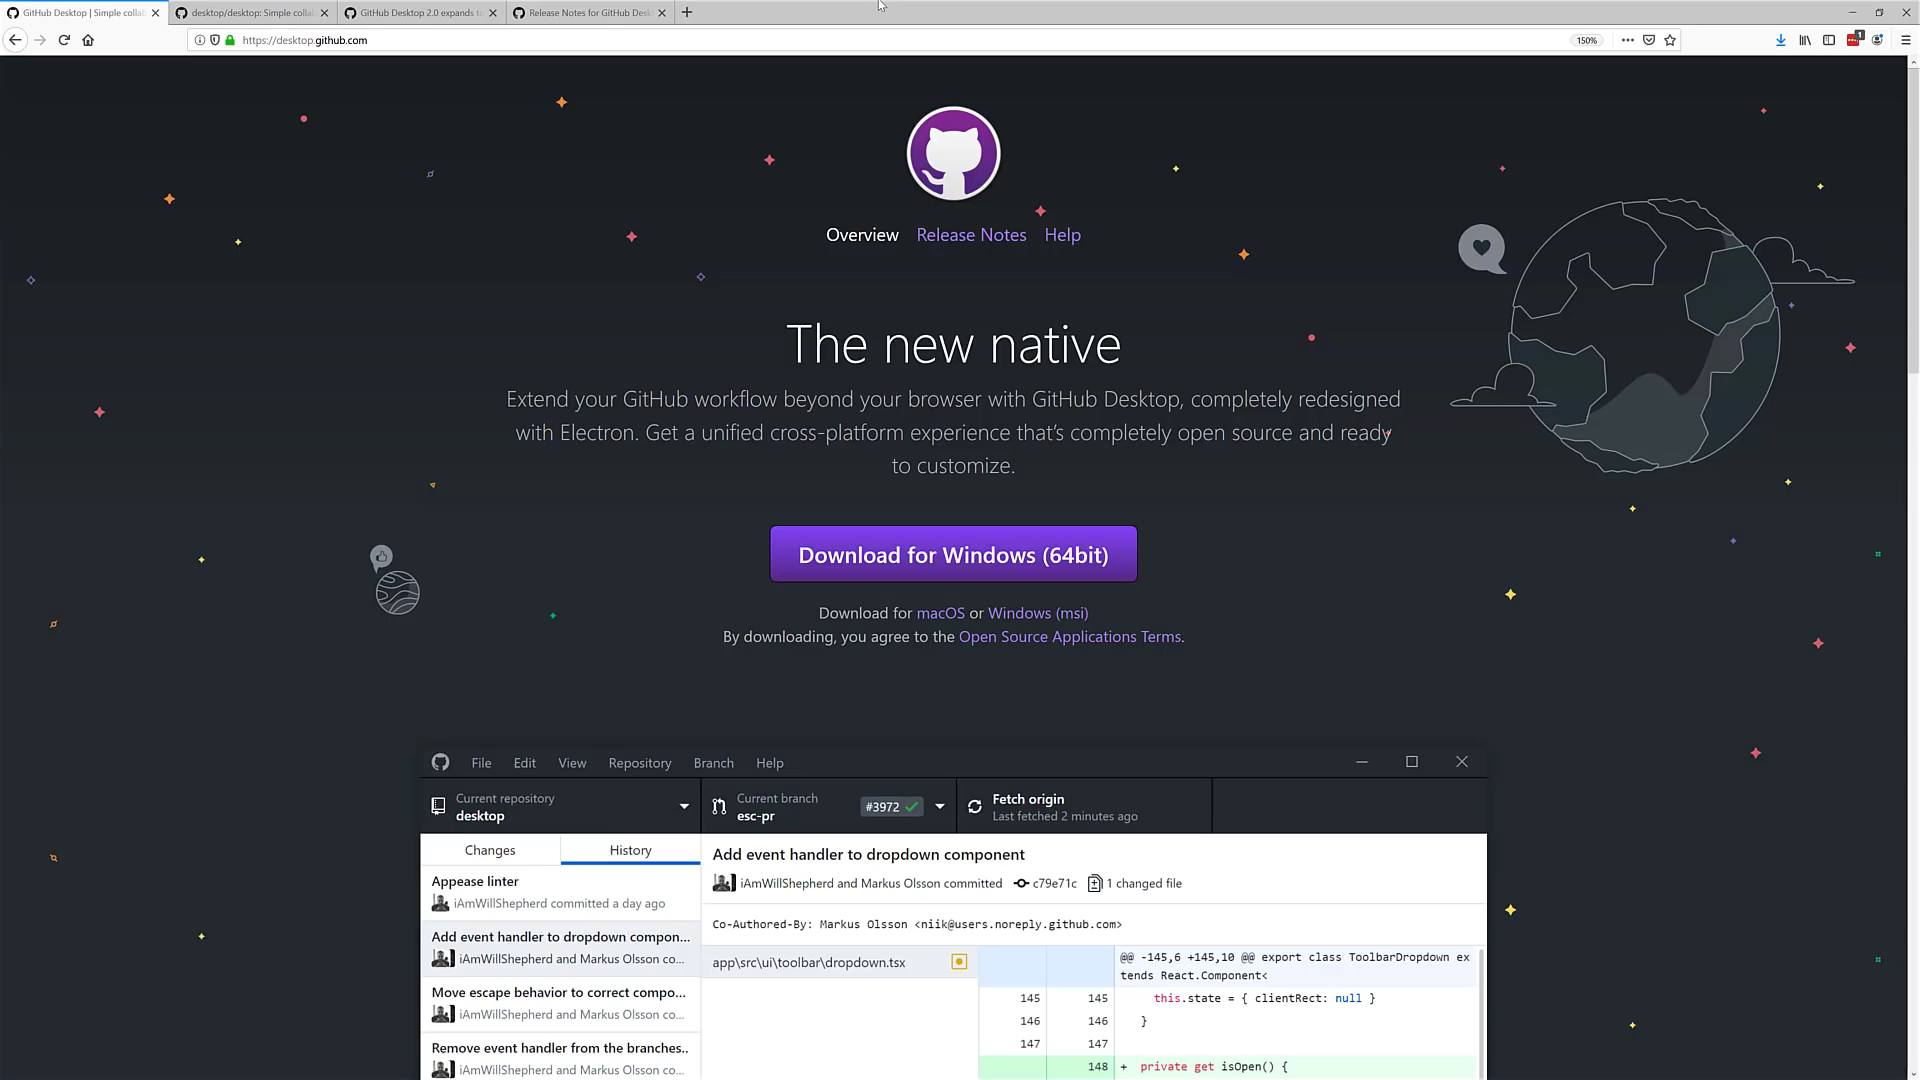 GitHub Desktop | Simple collab
desktop/desktop: Simple collab
GitHub Desktop 2.0 expands to
Release Notes for GitHub Desk
https://desktop.github.com
150%
1
Overview Release Notes Help
The new native
Extend your GitHub workflow beyond your browser with GitHub Desktop, completely redesigned
with Electron. Get a unified cross-platform experience that's completely open source and ready
to customize.
Download for Windows (64bit)
Download for macOS or Windows (msi)
By downloading, you agree to the Open Source Applications Terms.
File Edit View Repository Branch Help
Current repository
desktop
Current branch
esc-pr
#3972
Fetch origin
Last fetched 2 minutes ago
Changes History
Appease linter
iAmWillShepherd committed a day ago
Add event handler to dropdown compon...
iAmWillShepherd and Markus Olsson co...
Move escape behavior to correct compo...
iAmWillShepherd and Markus Olsson co...
Remove event handler from the branches..
iAmWillShepherd and Markus Olsson co...
Add event handler to dropdown component
iAmWillShepherd and Markus Olsson committed c79e71c 1 changed file
Co-Authored-By: Markus Olsson <niik@users.noreply.github.com>
app\src\ui\toolbar\dropdown.tsx
@@ -145,6 +145,10 @@ export class ToolbarDropdown ex
tends React.Component<
145 145 this.state = { clientRect: null }
146 146 }
147 147
148 + private get isOpen() {